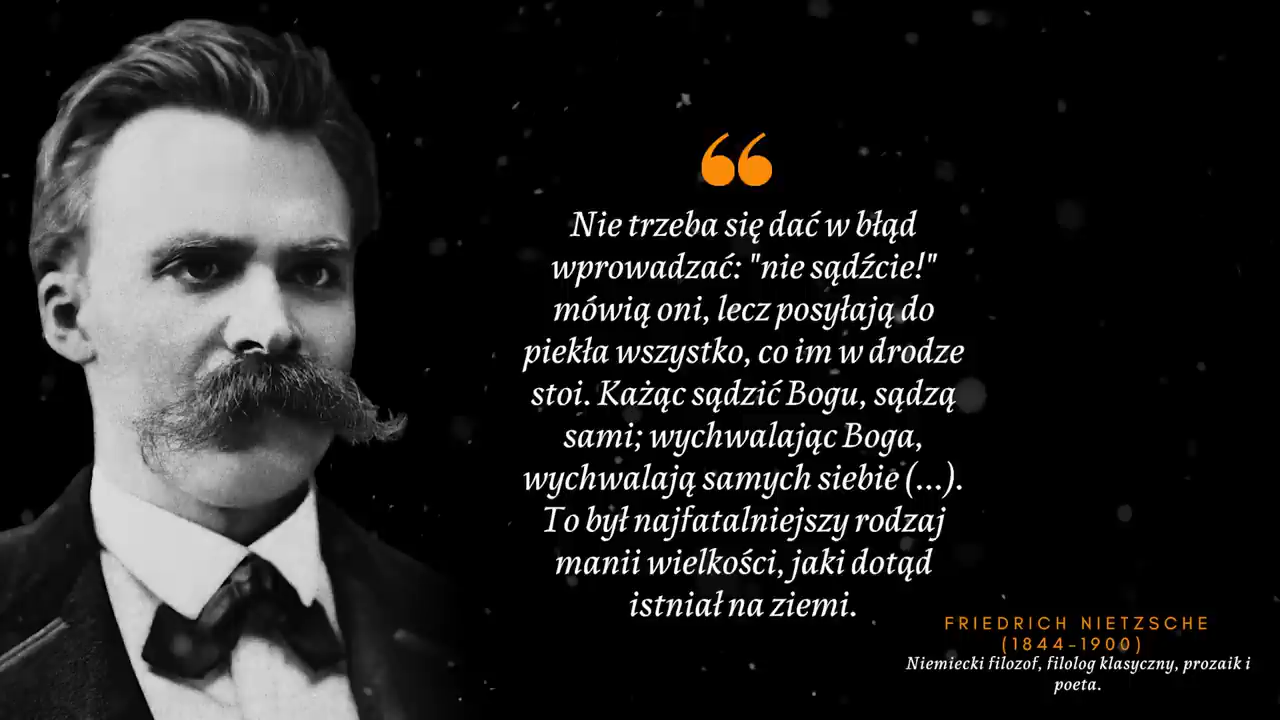 Nie trzeba się dać w błąd
wprowadzać: "nie sądźcie!"
mówią oni, lecz posyłają do
piekła wszystko, co im w drodze
stoi. Każąc sądzić Bogu, sądzą
sami; wychwalając Boga,
wychwalają samych siebie (...).
To był najfatalniejszy rodzaj
manii wielkości, jaki dotąd
istniał na ziemi.
FRIEDRICH NIETZSCHE
(1844-1900)
Niemiecki filozof, filolog klasyczny, prozaik i
poeta.